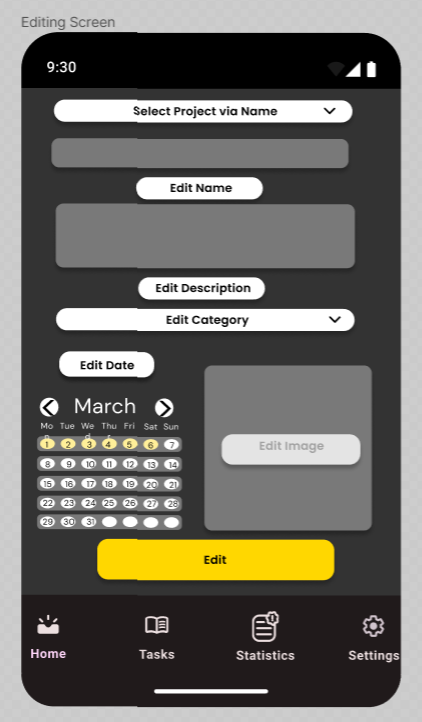 Editing Screen
9:30
Select Project via Name
Edit Name
Edit Description
Edit Category
Edit Date
March
Mo Tue We Thu Fri Sat Sun
n d
1 2 3 4 5 6 7
8 9 10 11 12 13 14
15 16 17 18 19 20 21
22 23 24 25 26 27 28
29 30 31
Edit Image
Edit
Home Tasks Statistics Settings